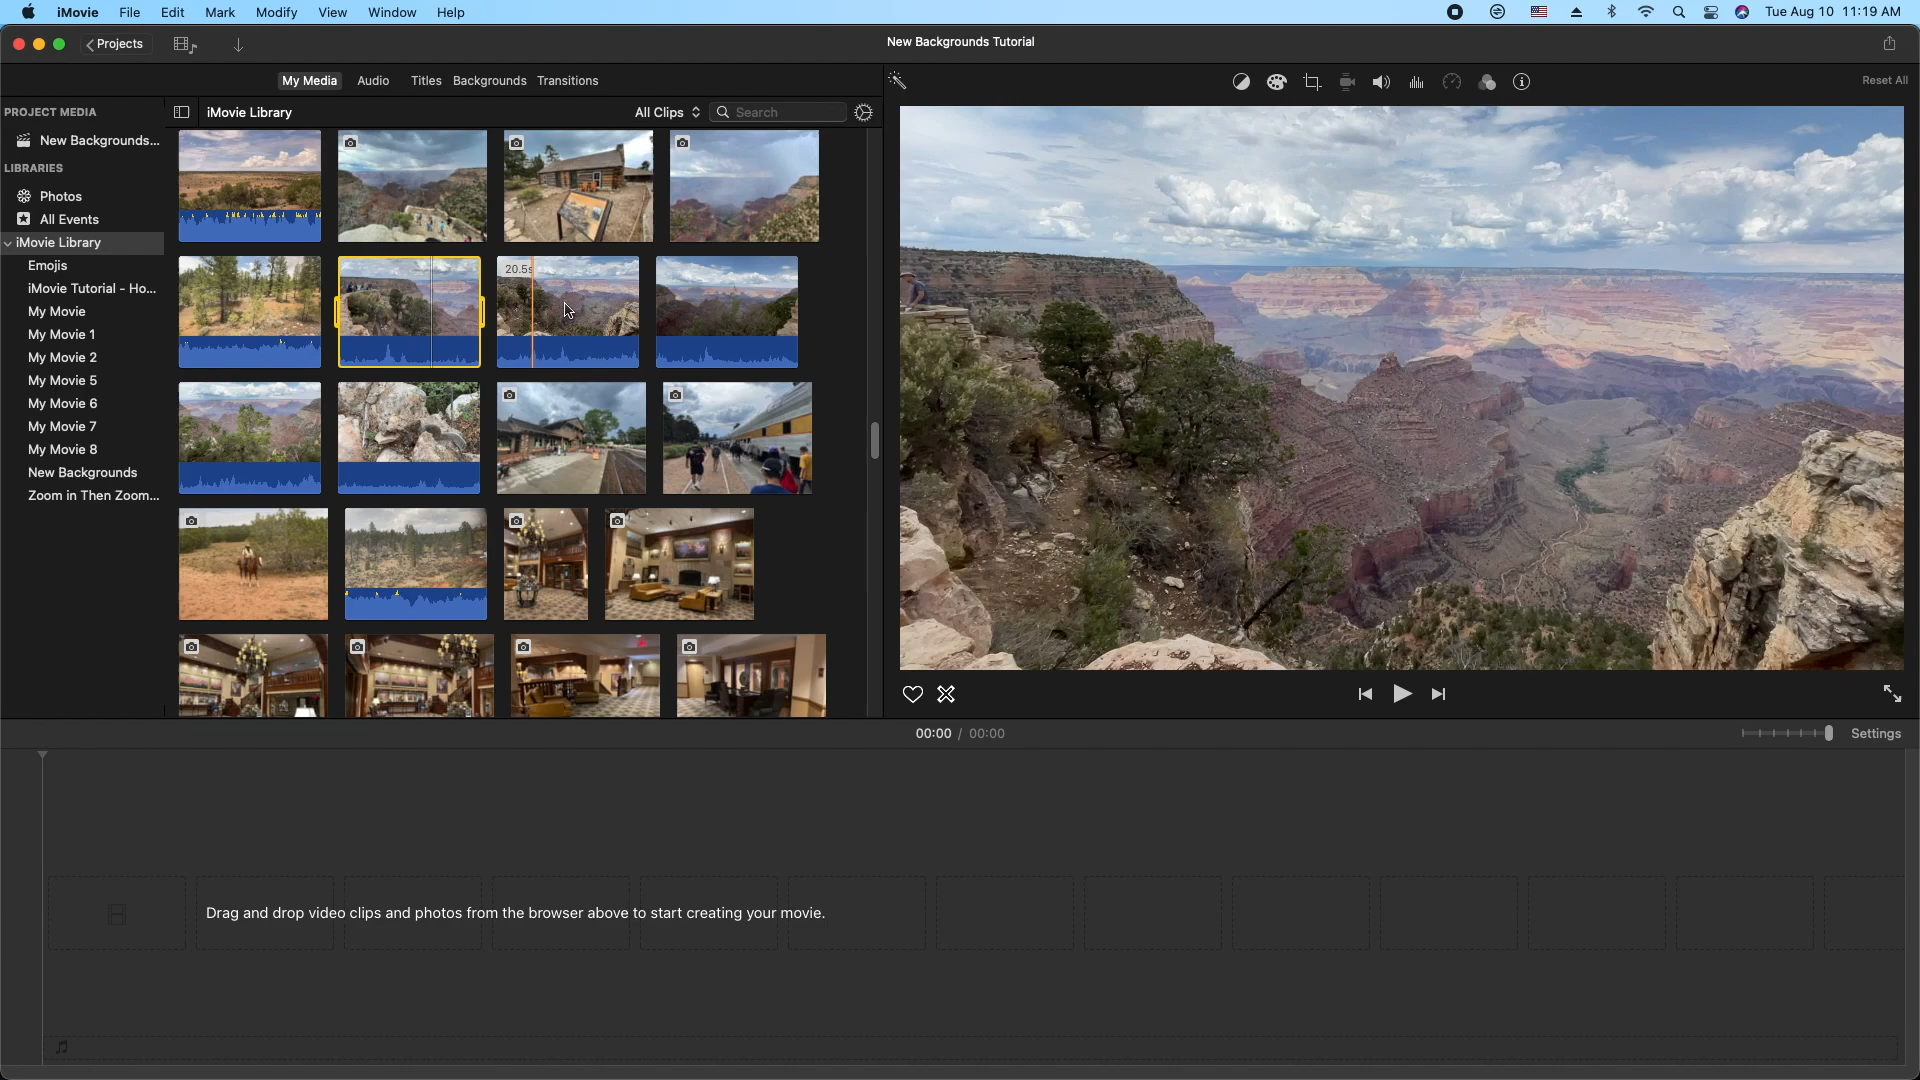 iMovie File Edit Mark Modify View Window Help Tue Aug 10 11:19 AM
Projects New Backgrounds Tutorial
My Media Audio Titles Backgrounds Transitions Reset All
PROJECT MEDIA iMovie Library All Clips Search
New Backgrounds...
LIBRARIES
Photos
All Events
iMovie Library
Emojis
iMovie Tutorial - Ho...
My Movie
My Movie 1
My Movie 2
My Movie 5
My Movie 6
My Movie 7
My Movie 8
New Backgrounds
Zoom in Then Zoom...
20.5s
00:00 / 00:00 Settings
Drag and drop video clips and photos from the browser above to start creating your movie.